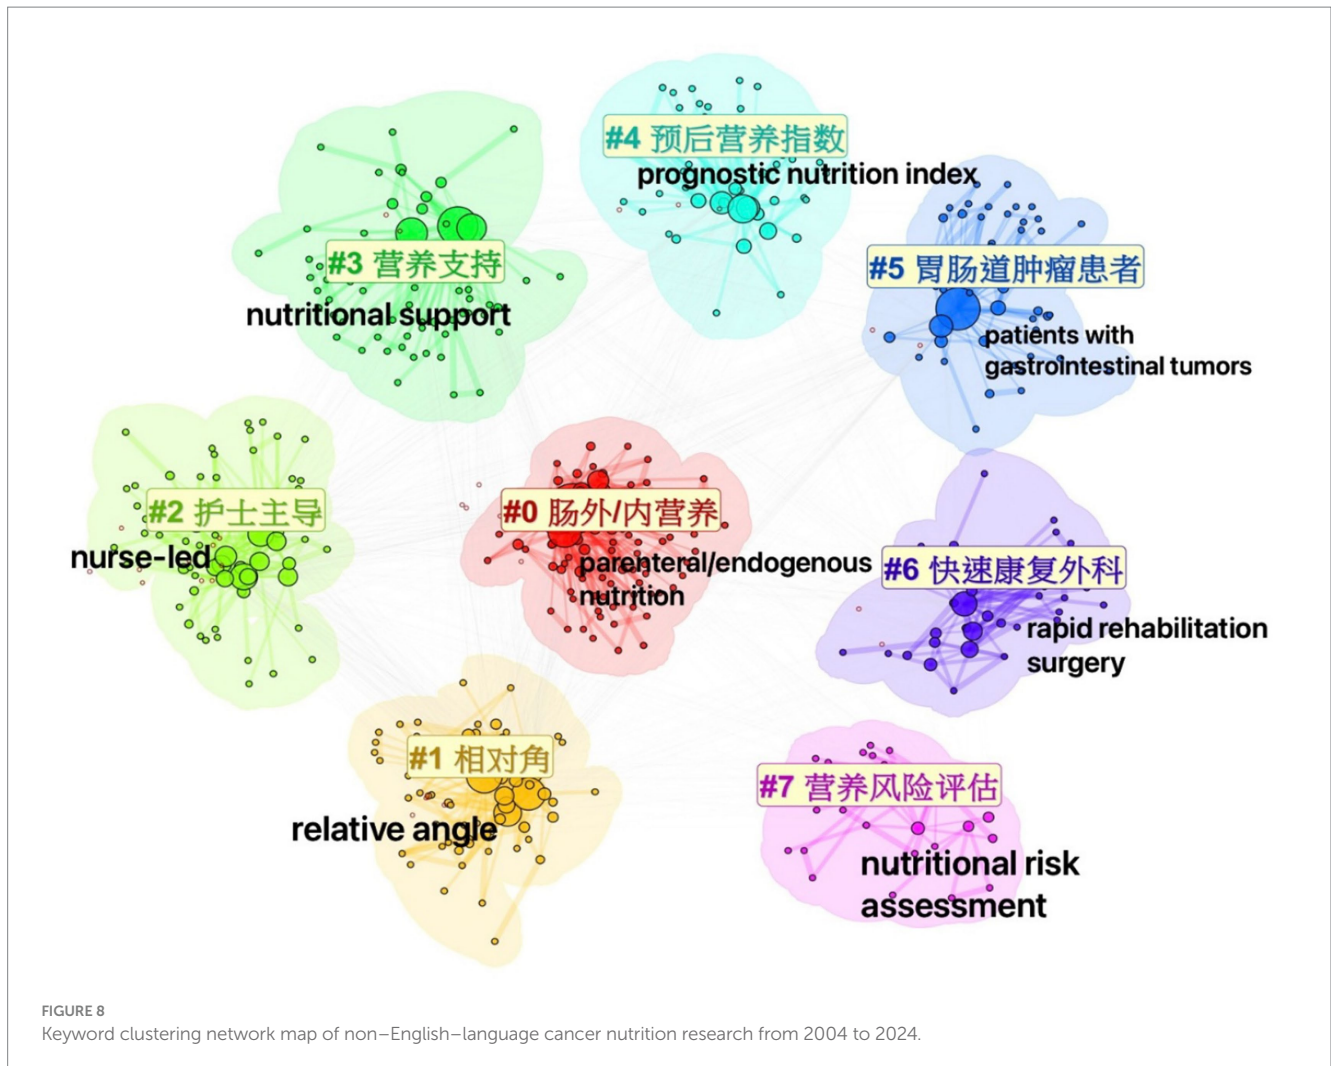 #4 预后营养指数
prognostic nutrition index
#3 营养支持
nutritional support
#5 胃肠道肿瘤患者
patients with
gastrointestinal tumors
#2 护士主导
nurse-led
#0 肠外/内营养
parenteral/endogenous
nutrition
#6 快速康复外科
rapid rehabilitation
surgery
#1 相对角
relative angle
#7 营养风险评估
nutritional risk
assessment
FIGURE 8
Keyword clustering network map of non–English–language cancer nutrition research from 2004 to 2024.